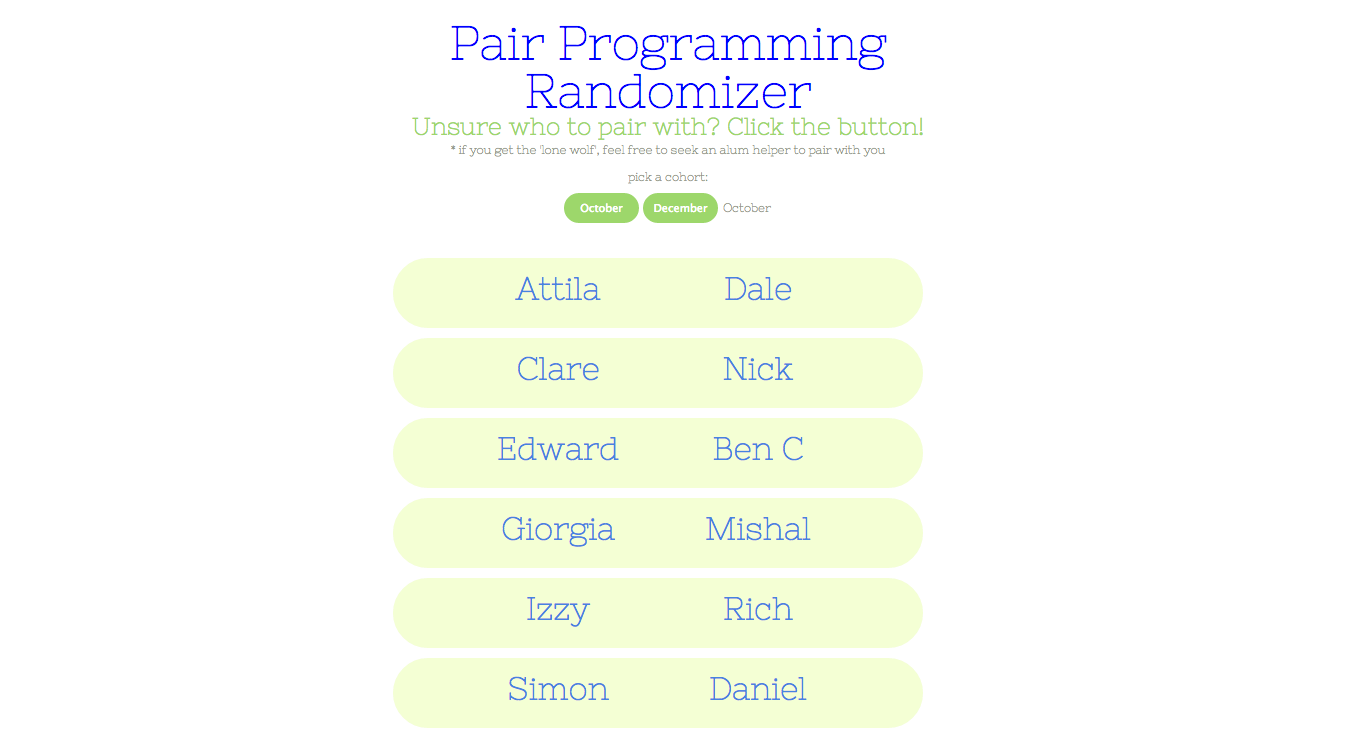 Pair Programming
Randomizer
Unsure who to pair with? Click the button!
* if you get the 'lone wolf', feel free to seek an alum helper to pair with you
pick a cohort:
October December October
Attila Dale
Clare Nick
Edward Ben C
Giorgia Mishal
Izzy Rich
Simon Daniel